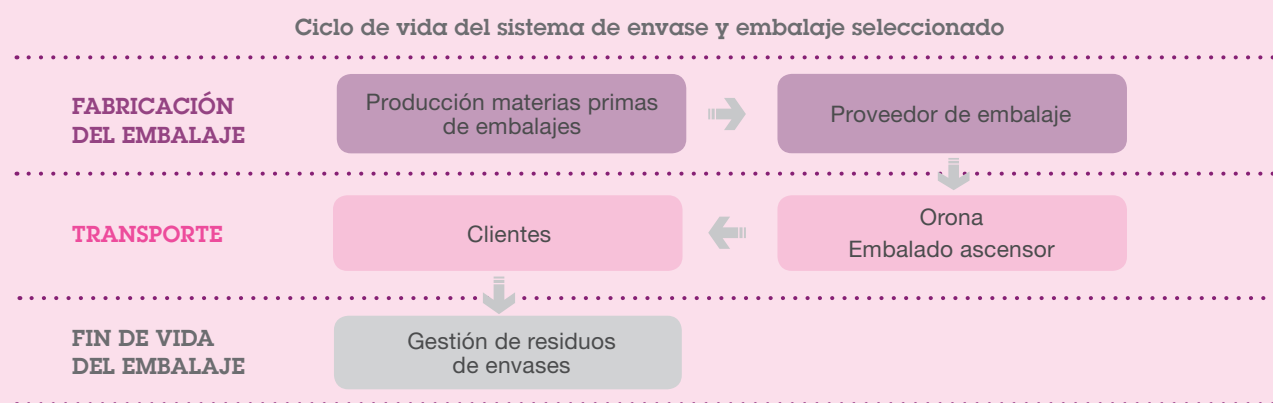 Ciclo de vida del sistema de envase y embalaje seleccionado
FABRICACIÓN
DEL EMBALAJE
Producción materias primas
de embalajes
Proveedor de embalaje
TRANSPORTE
Clientes
Orona
Embalado ascensor
FIN DE VIDA
DEL EMBALAJE
Gestión de residuos
de envases